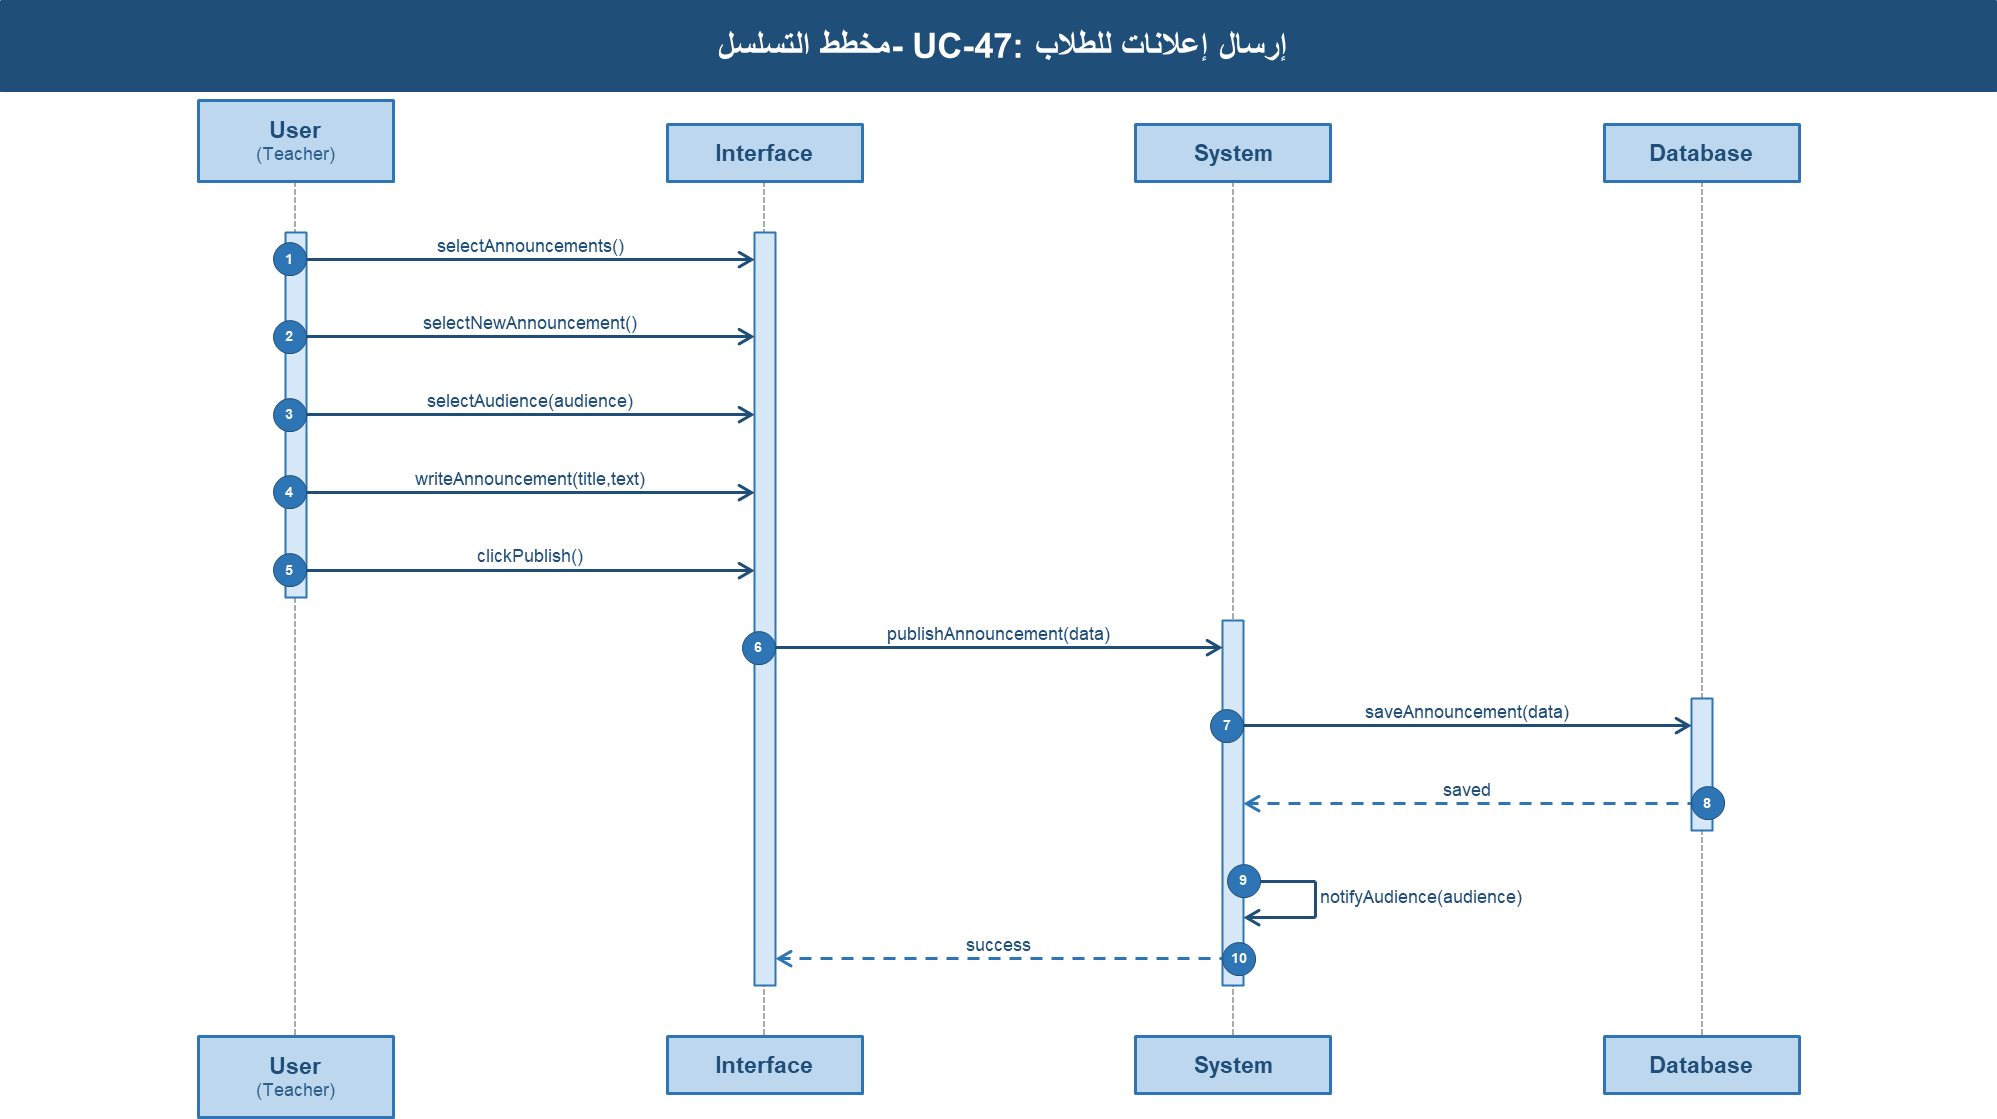 مخطط التسلسل- UC-47: إرسال إعلانات للطلاب
User
(Teacher)
Interface
System
Database
1
selectAnnouncements()
2
selectNewAnnouncement()
3
selectAudience(audience)
4
writeAnnouncement(title,text)
5
clickPublish()
6
publishAnnouncement(data)
7
saveAnnouncement(data)
saved
8
9
notifyAudience(audience)
success
10
User
(Teacher)
Interface
System
Database